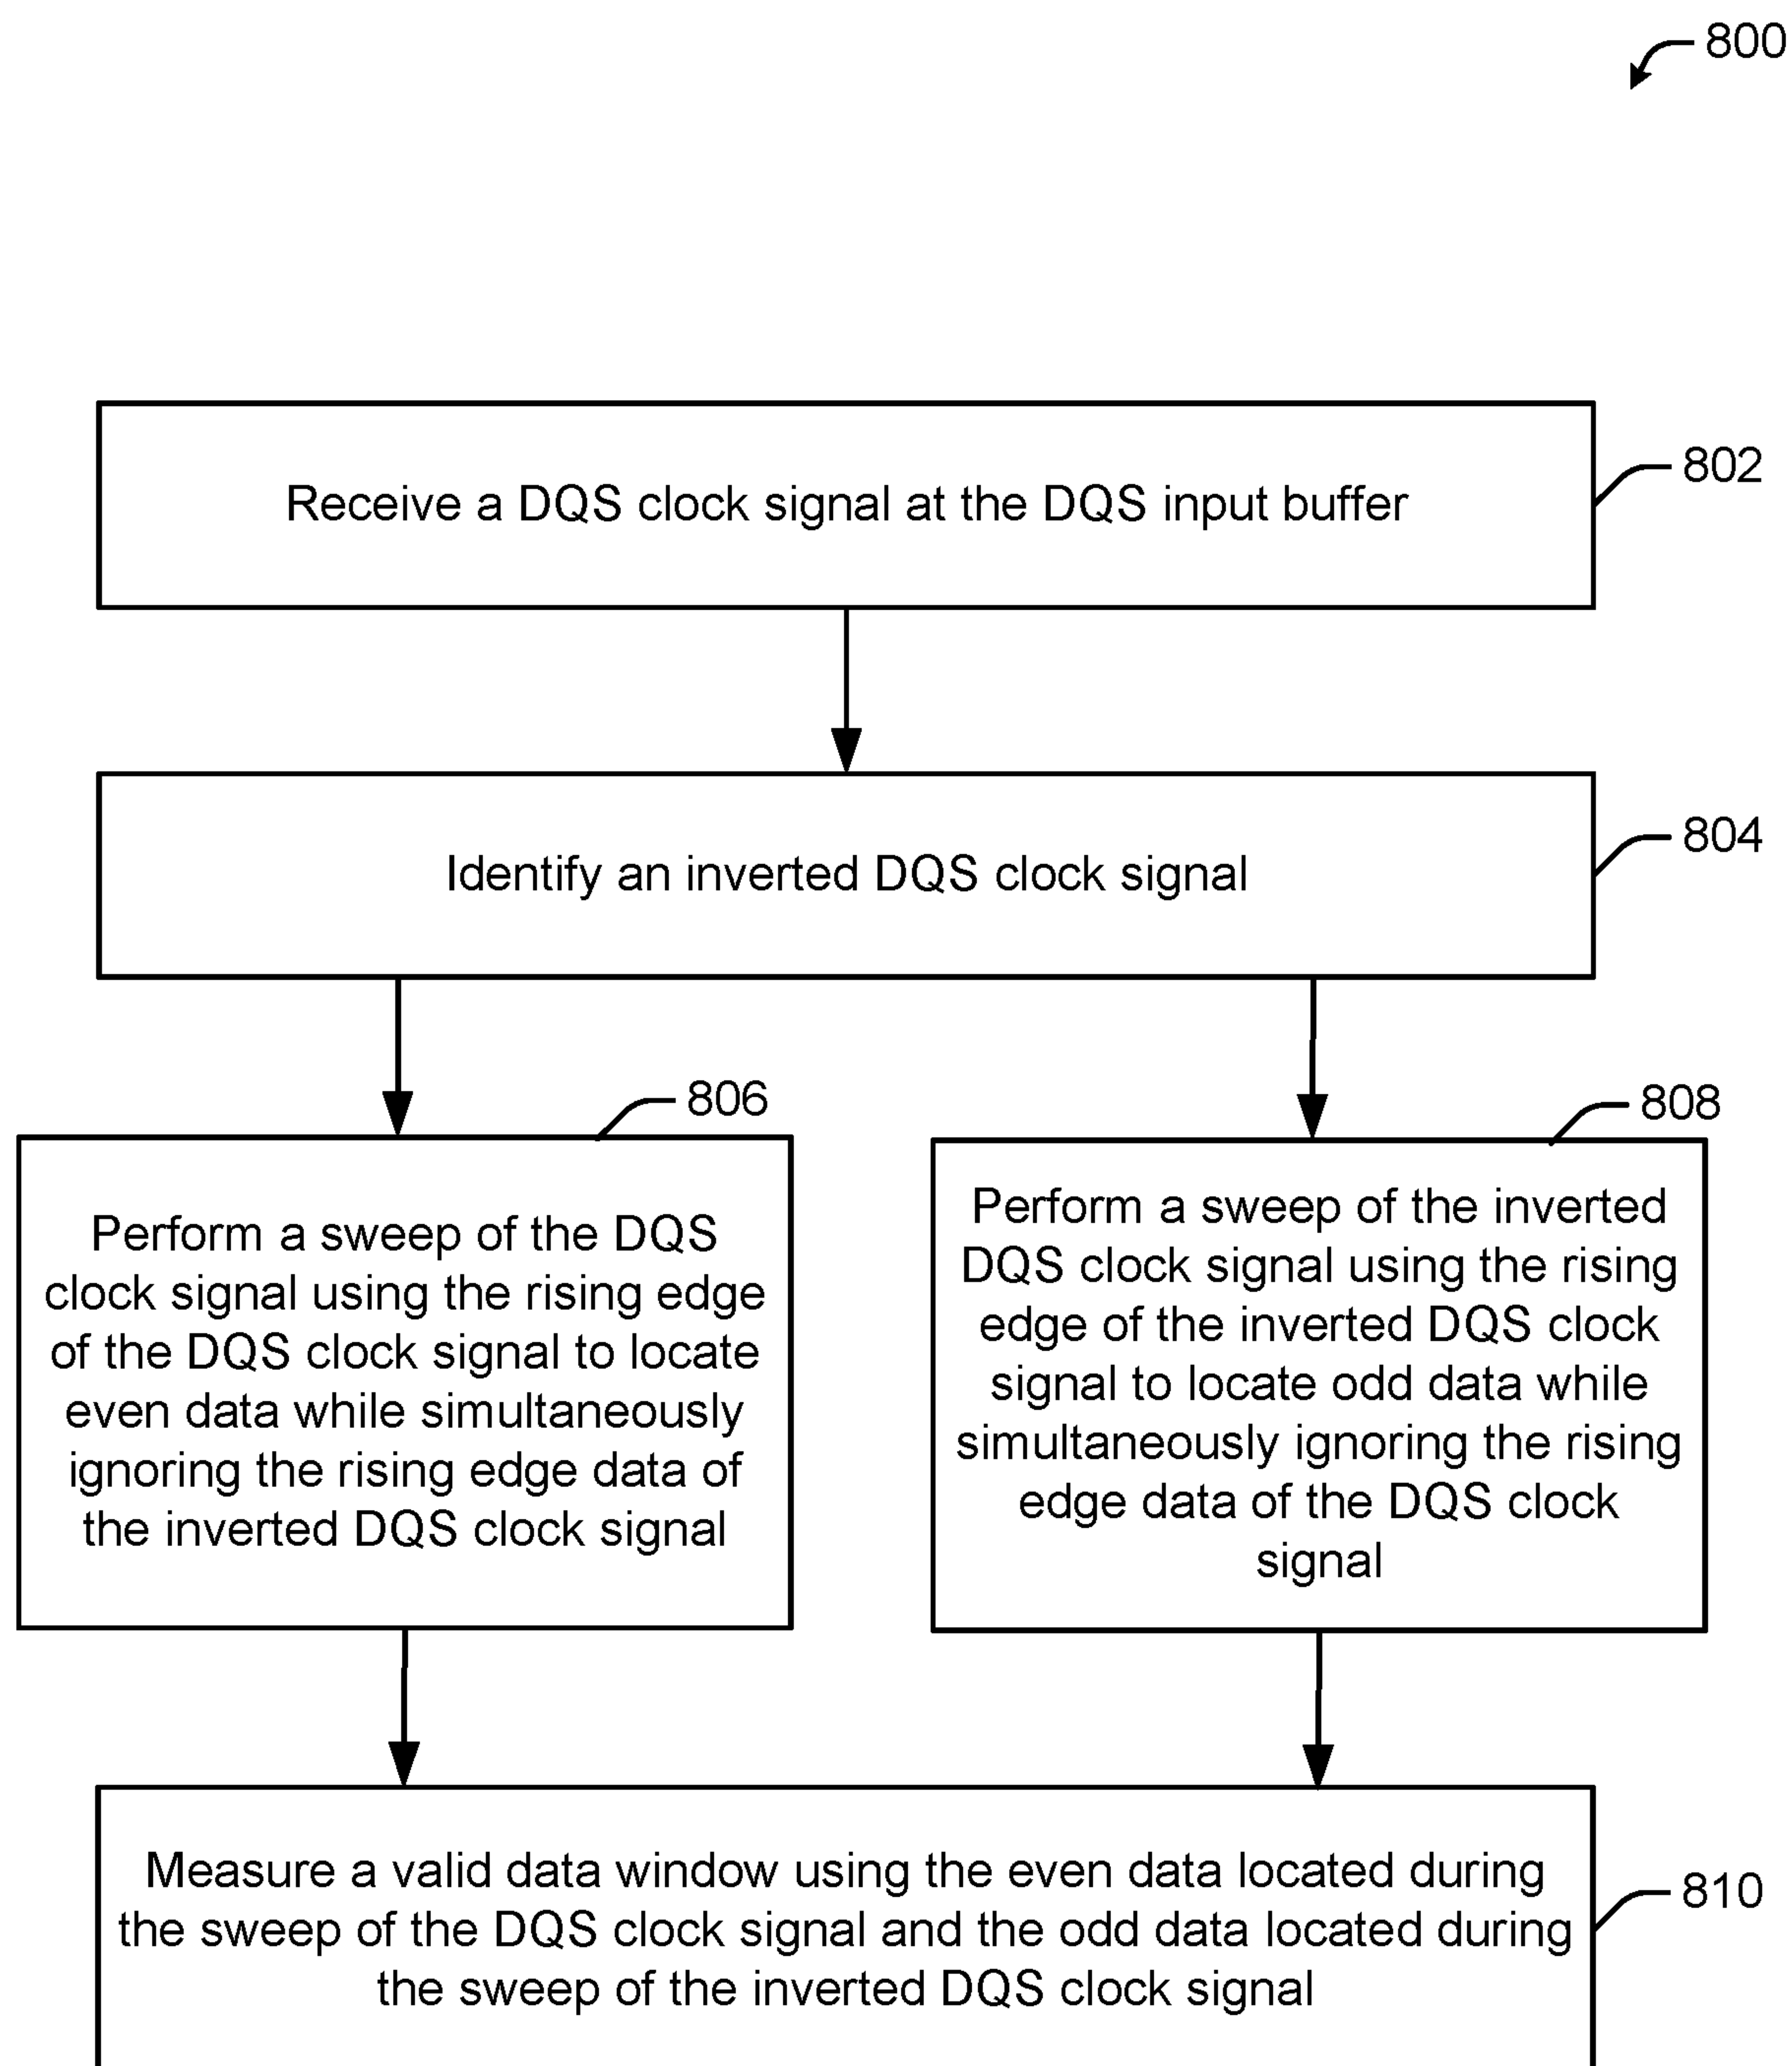 800
Receive a DQS clock signal at the DQS input buffer
802
Identify an inverted DQS clock signal
804
806
Perform a sweep of the DQS
clock signal using the rising edge
of the DQS clock signal to locate
even data while simultaneously
ignoring the rising edge data of
the inverted DQS clock signal
808
Perform a sweep of the inverted
DQS clock signal using the rising
edge of the inverted DQS clock
signal to locate odd data while
simultaneously ignoring the rising
edge data of the DQS clock
signal
Measure a valid data window using the even data located during
the sweep of the DQS clock signal and the odd data located during
the sweep of the inverted DQS clock signal
810